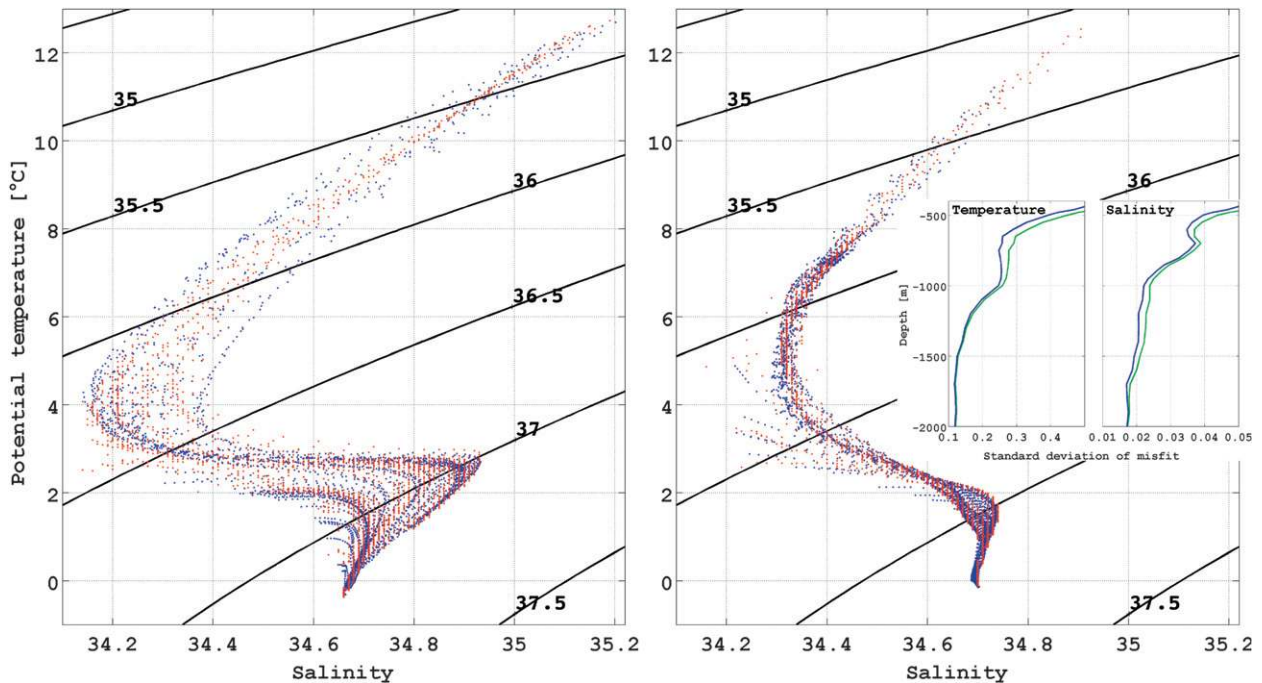 12
10
8
6
4
2
0
Potential temperature [°C]
35
35.5
36
36.5
37
37.5
34.2 34.4 34.6 34.8 35 35.2
Salinity
12
10
8
6
4
2
0
35
35.5
36
37.5
34.2 34.4 34.6 34.8 35 35.2
Salinity
Temperature
Salinity
-500
-1000
-1500
-2000
Depth [m]
0.1 0.2 0.3 0.4
0.01 0.02 0.03 0.04 0.05
Standard deviation of misfit